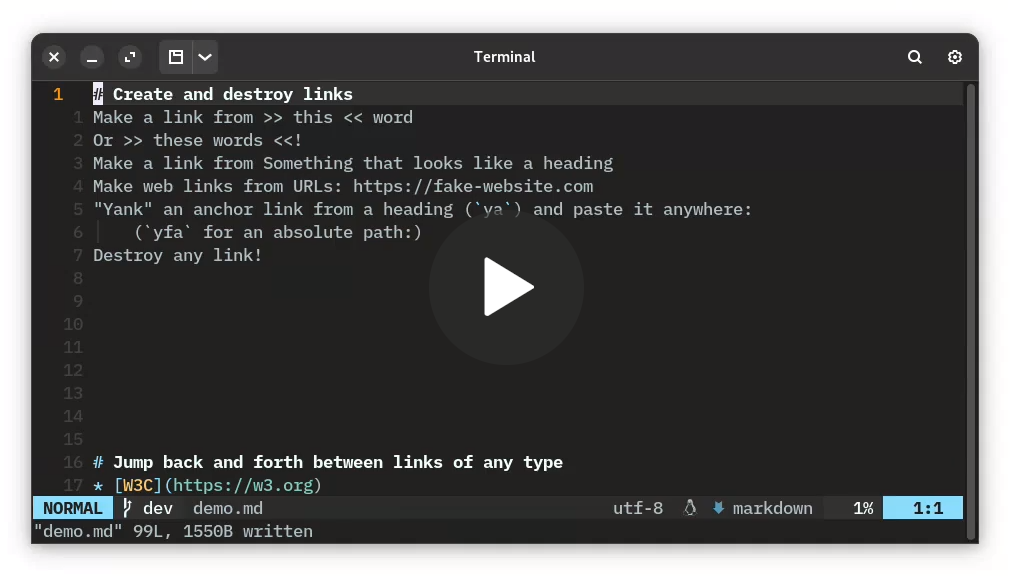 Terminal
1 # Create and destroy links
1 Make a link from >> this << word
2 Or >> these words <<!
3 Make a link from Something that looks like a heading
4 Make web links from URLs: https://fake-website.com
5 "Yank" an anchor link from a heading (`ya`) and paste it anywhere:
6 (`yfa` for an absolute path:)
7 Destroy any link!
8
9
10
11
12
13
14
15
16 # Jump back and forth between links of any type
17 * [W3C](https://w3.org)
NORMAL dev demo.md utf-8 markdown 1% 1:1
"demo.md" 99L, 1550B written